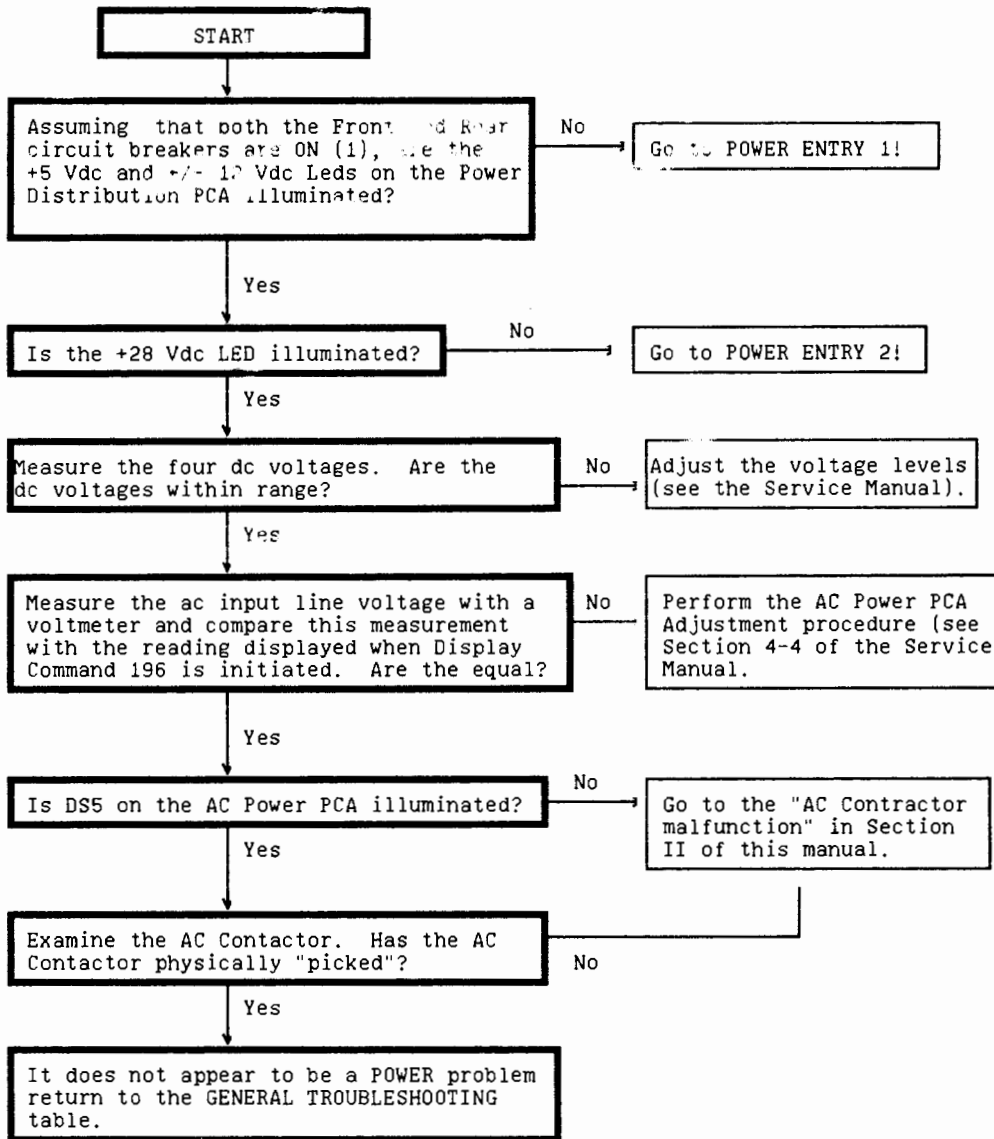 START
Assuming that both the Front Rear
circuit breakers are ON (1), the
+5 Vdc and +/- 12 Vdc Leds on the Power
Distribution PCA illuminated?
No
Go to POWER ENTRY 1!
Yes
Is the +28 Vdc LED illuminated?
No
Go to POWER ENTRY 2!
Yes
Measure the four dc voltages. Are the
dc voltages within range?
No
Adjust the voltage levels
(see the Service Manual).
Yes
Measure the ac input line voltage with a
voltmeter and compare this measurement
with the reading displayed when Display
Command 196 is initiated. Are the equal?
No
Perform the AC Power PCA
Adjustment procedure (see
Section 4-4 of the Service
Manual.
Yes
Is DS5 on the AC Power PCA illuminated?
No
Go to the "AC Contractor
malfunction" in Section
II of this manual.
Yes
Examine the AC Contactor. Has the AC
Contactor physically "picked"?
No
Yes
It does not appear to be a POWER problem
return to the GENERAL TROUBLESHOOTING
table.